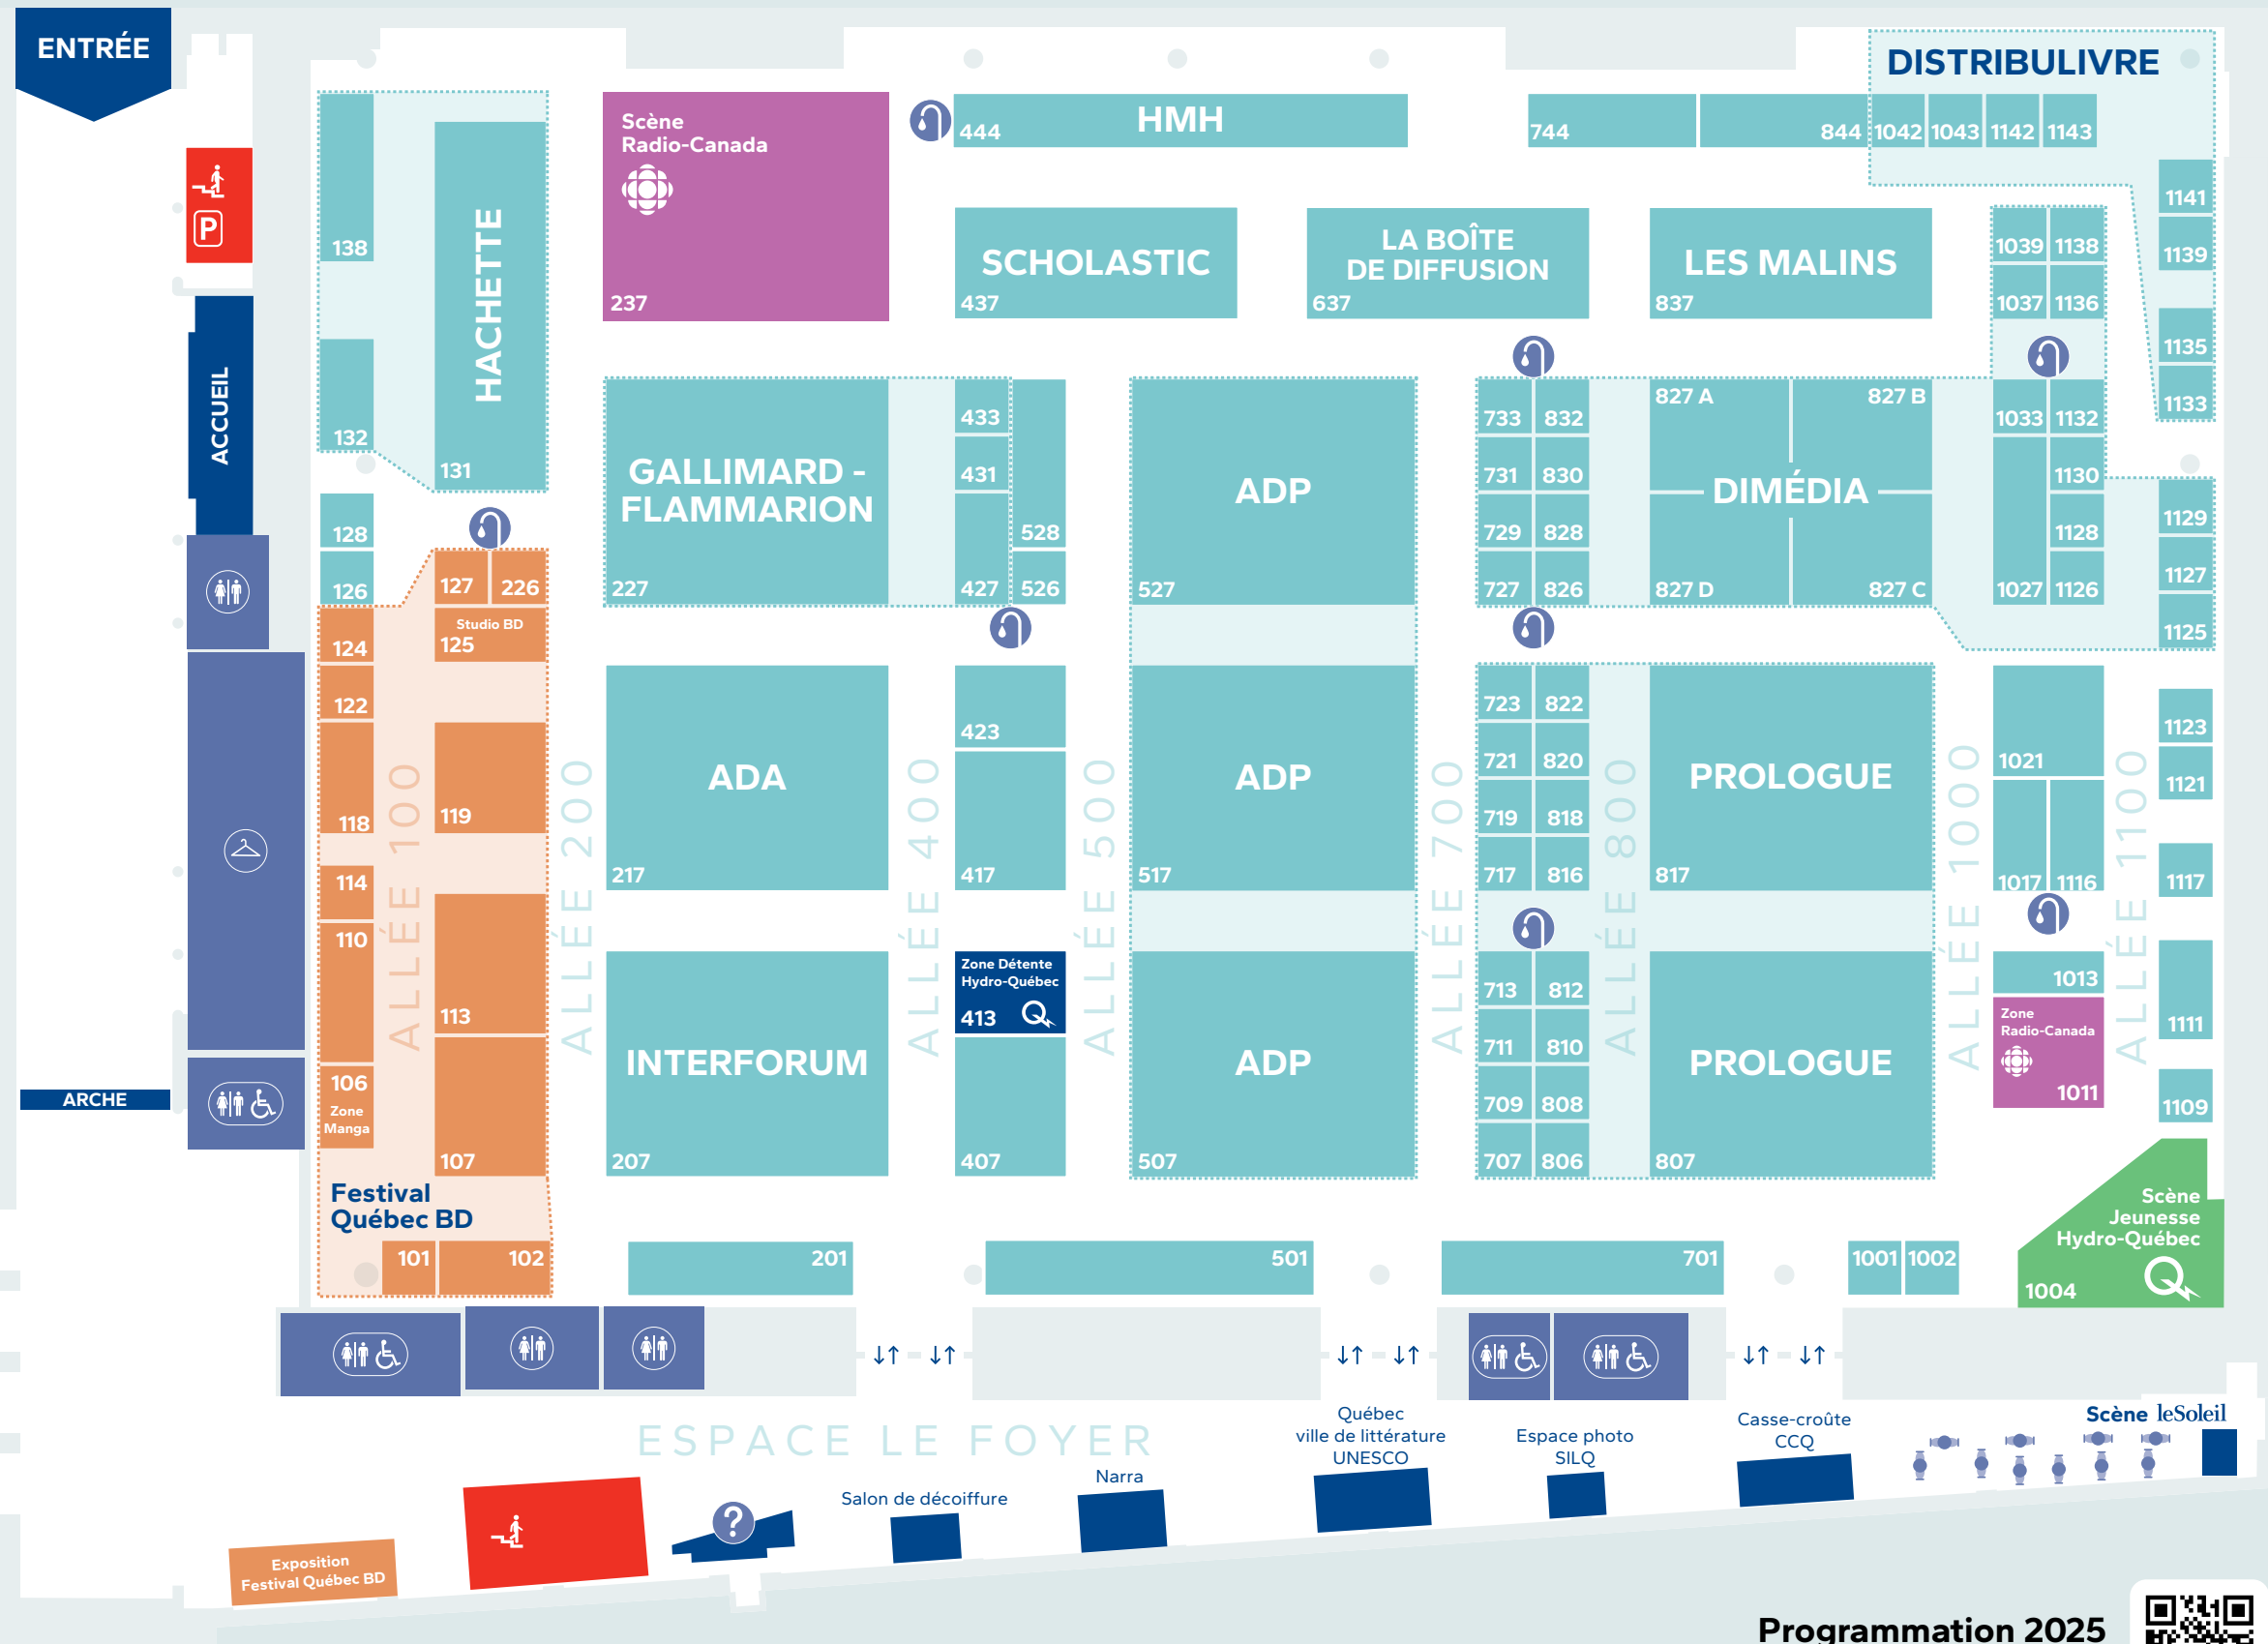 ENTRÉE
P
ACCUEIL
ARCHE
138
132
HACHETTE
131
128
126
Scène
Radio-Canada
237
444
HMH
744
844
DISTRIBULIVRE
1042
1043
1142
1143
1141
1139
1135
1133
SCHOLASTIC
437
LA BOÎTE
DE DIFFUSION
637
LES MALINS
837
1039
1138
1037
1136
GALLIMARD -
FLAMMARION
227
433
431
427
528
526
ADP
527
733
832
731
830
729
828
727
826
827 A
827 B
DIMÉDIA
827 D
827 C
1033
1132
1130
1128
1027
1126
1129
1127
1125
127
226
Studio BD
125
124
122
118
119
114
110
113
106
Zone
Manga
107
Festival
Québec BD
101
102
ALLÉE 100
ALLÉE 200
ADA
217
ALLÉE 400
423
417
ALLÉE 500
ADP
517
ALLÉE 700
723
822
721
820
719
818
717
816
ALLÉE 800
PROLOGUE
817
ALLÉE 1000
1021
1017
1116
ALLÉE 1100
1123
1121
1117
INTERFORUM
207
Zone Détente
Hydro-Québec
413
407
ADP
507
713
812
711
810
709
808
707
806
PROLOGUE
807
1013
Zone
Radio-Canada
1011
1111
1109
Scène
Jeunesse
Hydro-Québec
1004
201
501
701
1001
1002
ESPACE LE FOYER
Exposition
Festival Québec BD
?
Salon de décoiffure
Narra
Québec
ville de littérature
UNESCO
Espace photo
SILQ
Casse-croûte
CCQ
Scène leSoleil
Programmation 2025